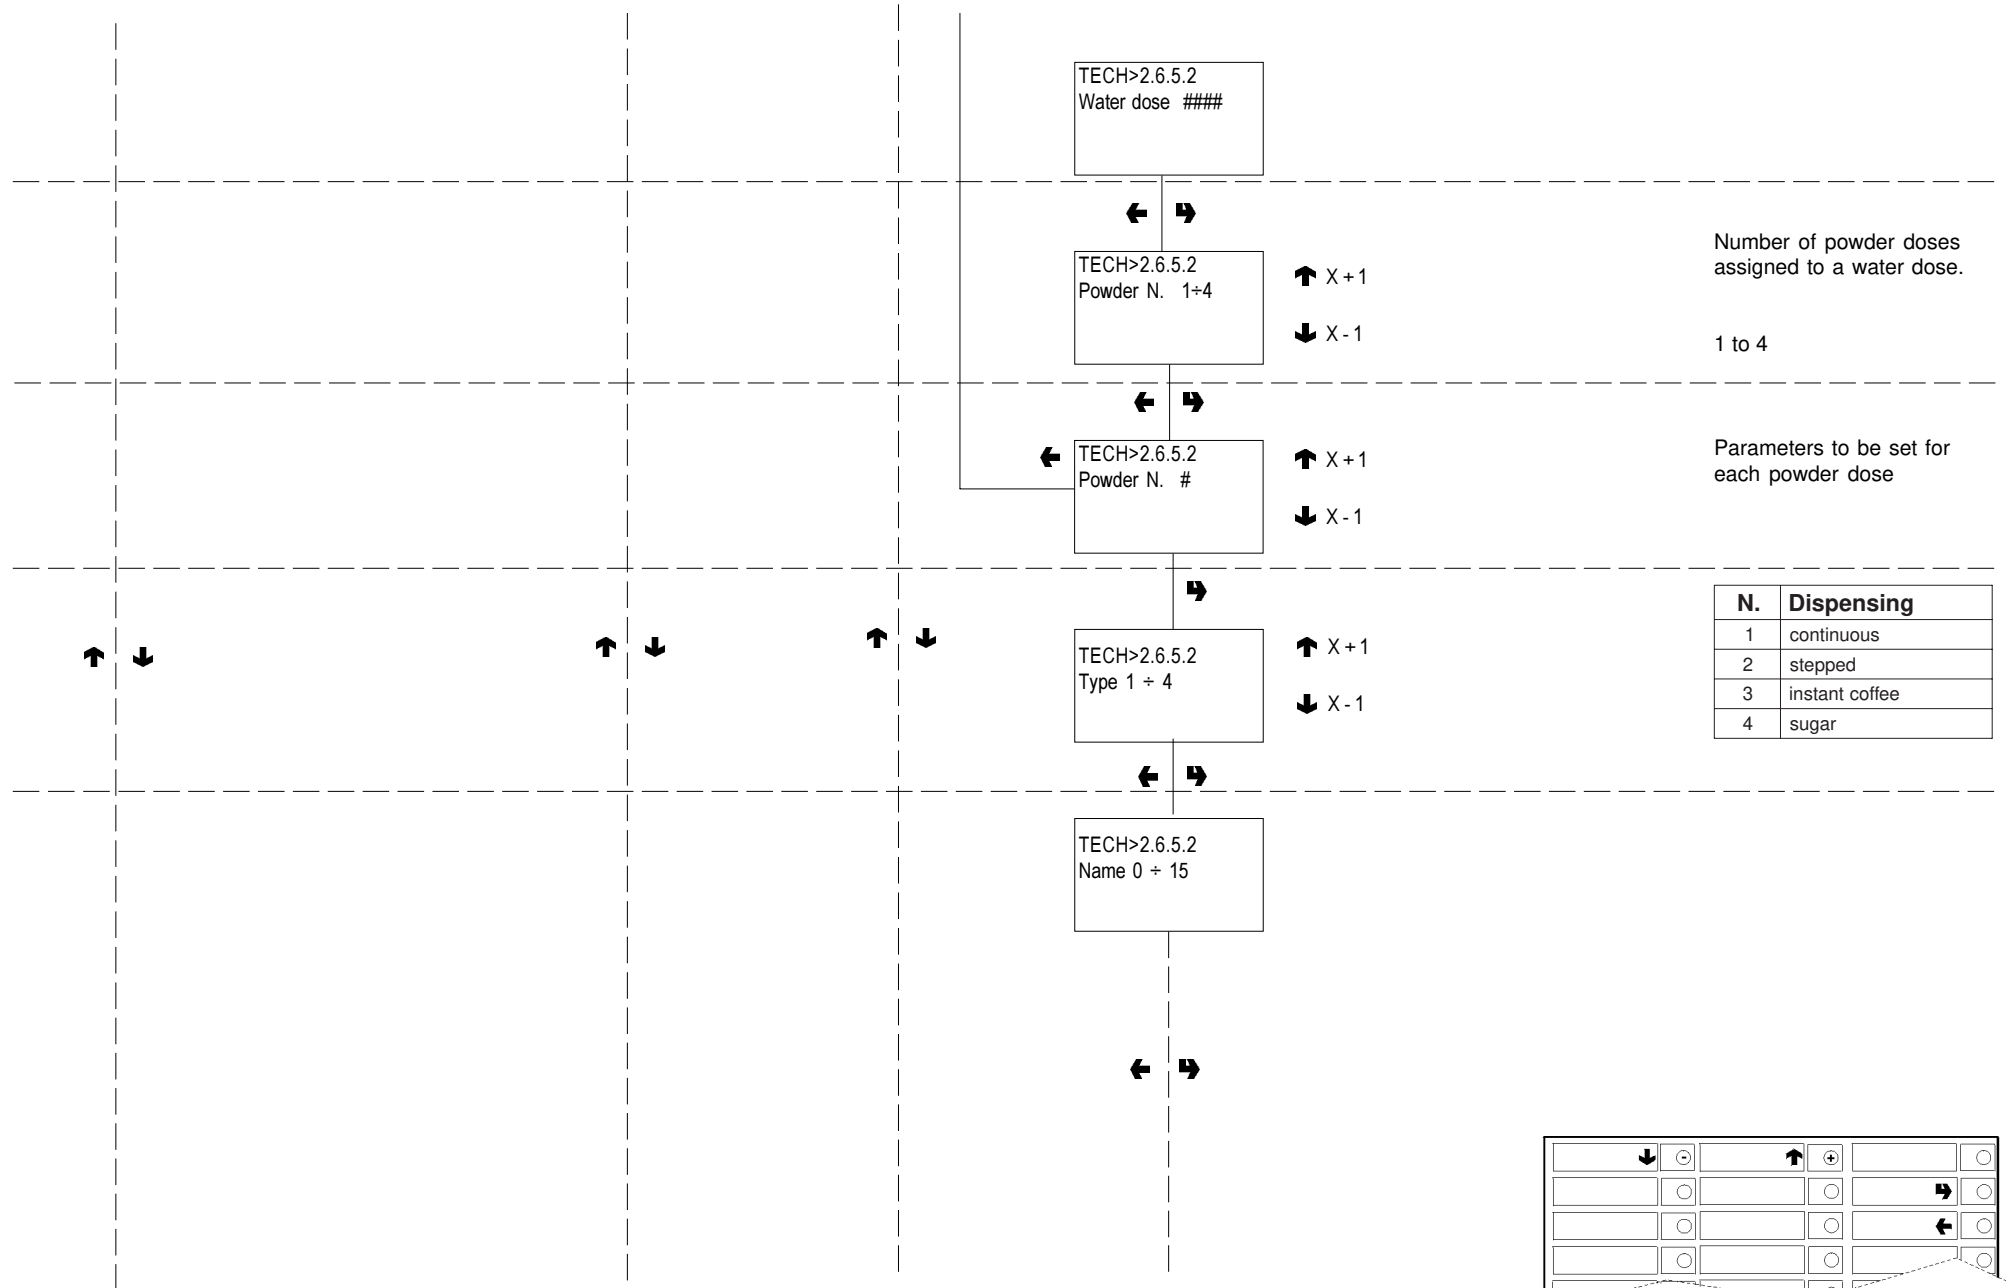 TECH>2.6.5.2
Water dose ####
TECH>2.6.5.2
Powder N. 1÷4
X + 1
X - 1
Number of powder doses
assigned to a water dose.
1 to 4
TECH>2.6.5.2
Powder N. #
X + 1
X - 1
Parameters to be set for
each powder dose
TECH>2.6.5.2
Type 1 ÷ 4
X + 1
X - 1
N. Dispensing
1 continuous
2 stepped
3 instant coffee
4 sugar
TECH>2.6.5.2
Name 0 ÷ 15
- +